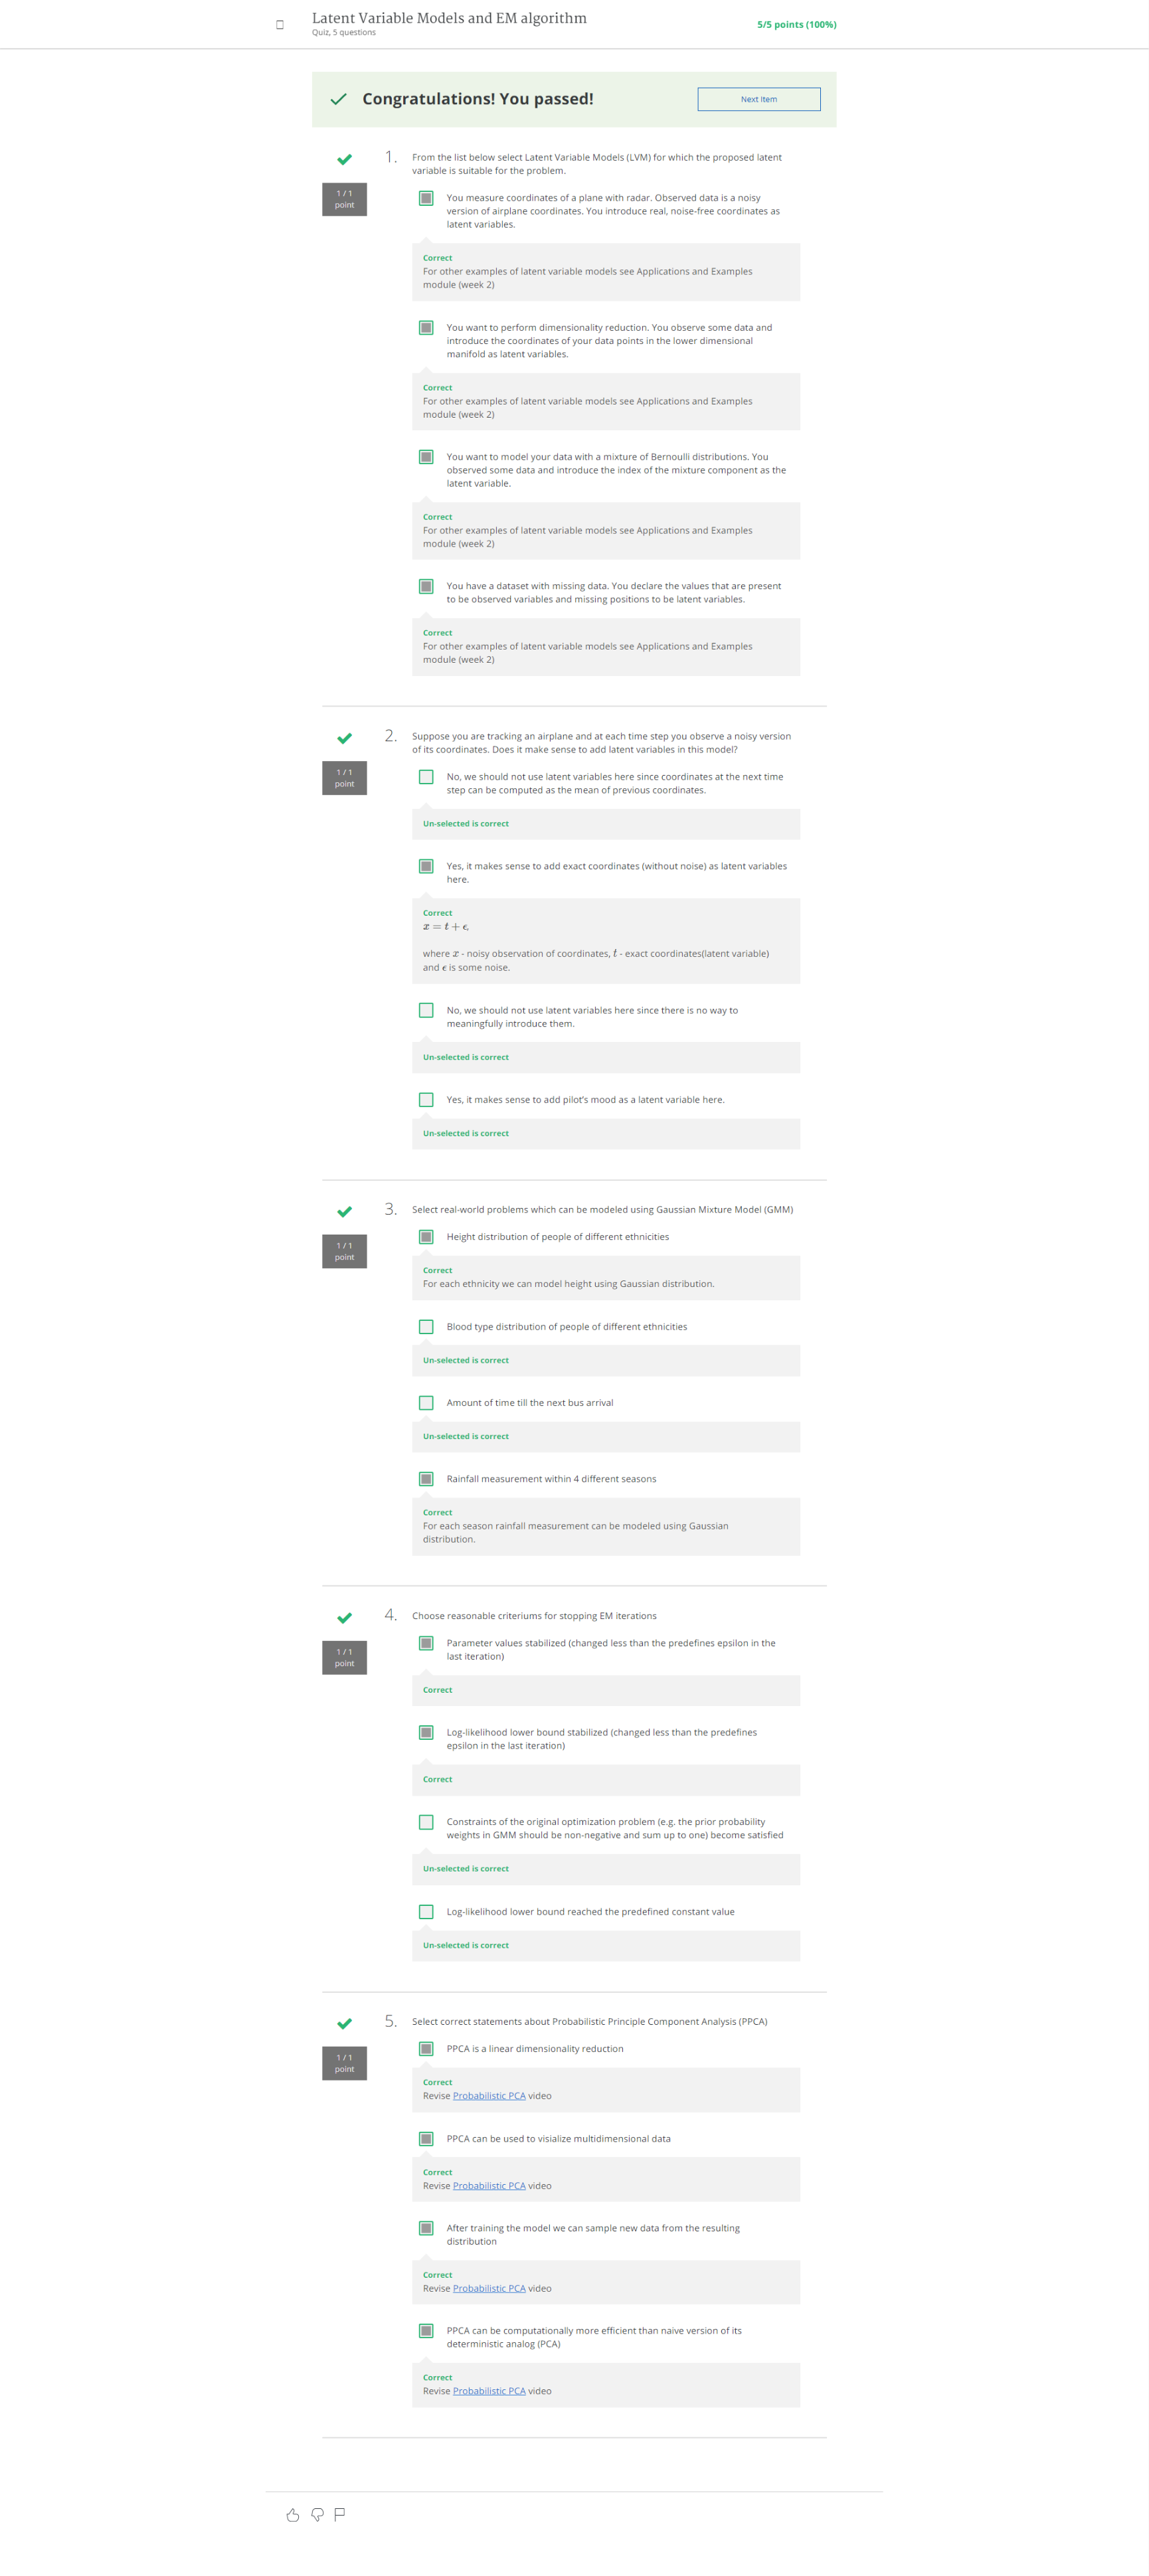 Latent Variable Models and EM algorithm
Quiz, 5 questions
5/5 points (100%)
Congratulations! You passed!
Next Item
1.
1 / 1
point
From the list below select Latent Variable Models (LVM) for which the proposed latent
variable is suitable for the problem.
You measure coordinates of a plane with radar. Observed data is a noisy
version of airplane coordinates. You introduce real, noise-free coordinates as
latent variables.
Correct
For other examples of latent variable models see Applications and Examples
module (week 2)
You want to perform dimensionality reduction. You observe some data and
introduce the coordinates of your data points in the lower dimensional
manifold as latent variables.
Correct
For other examples of latent variable models see Applications and Examples
module (week 2)
You want to model your data with a mixture of Bernoulli distributions. You
observed some data and introduce the index of the mixture component as the
latent variable.
Correct
For other examples of latent variable models see Applications and Examples
module (week 2)
You have a dataset with missing data. You declare the values that are present
to be observed variables and missing positions to be latent variables.
Correct
For other examples of latent variable models see Applications and Examples
module (week 2)
2.
1 / 1
point
Suppose you are tracking an airplane and at each time step you observe a noisy version
of its coordinates. Does it make sense to add latent variables in this model?
No, we should not use latent variables here since coordinates at the next time
step can be computed as the mean of previous coordinates.
Un-selected is correct
Yes, it makes sense to add exact coordinates (without noise) as latent variables
here.
Correct
x = t + ϵ,
where x - noisy observation of coordinates, t - exact coordinates(latent variable)
and ϵ is some noise.
No, we should not use latent variables here since there is no way to
meaningfully introduce them.
Un-selected is correct
Yes, it makes sense to add pilot’s mood as a latent variable here.
Un-selected is correct
3.
1 / 1
point
Select real-world problems which can be modeled using Gaussian Mixture Model (GMM)
Height distribution of people of different ethnicities
Correct
For each ethnicity we can model height using Gaussian distribution.
Blood type distribution of people of different ethnicities
Un-selected is correct
Amount of time till the next bus arrival
Un-selected is correct
Rainfall measurement within 4 different seasons
Correct
For each season rainfall measurement can be modeled using Gaussian
distribution.
4.
1 / 1
point
Choose reasonable criteriums for stopping EM iterations
Parameter values stabilized (changed less than the predefines epsilon in the
last iteration)
Correct
Log-likelihood lower bound stabilized (changed less than the predefines
epsilon in the last iteration)
Correct
Constraints of the original optimization problem (e.g. the prior probability
weights in GMM should be non-negative and sum up to one) become satisfied
Un-selected is correct
Log-likelihood lower bound reached the predefined constant value
Un-selected is correct
5.
1 / 1
point
Select correct statements about Probabilistic Principle Component Analysis (PPCA)
PPCA is a linear dimensionality reduction
Correct
Revise Probabilistic PCA video
PPCA can be used to visialize multidimensional data
Correct
Revise Probabilistic PCA video
After training the model we can sample new data from the resulting
distribution
Correct
Revise Probabilistic PCA video
PPCA can be computationally more efficient than naive version of its
deterministic analog (PCA)
Correct
Revise Probabilistic PCA video